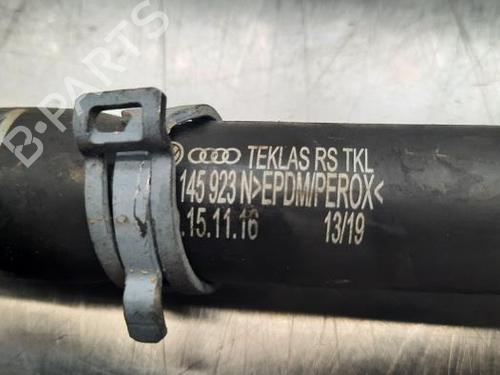 TEKLAS RS TKL
145 923 N>EPDM/PEROX<
.15.11.16 13/19
B-PARTS